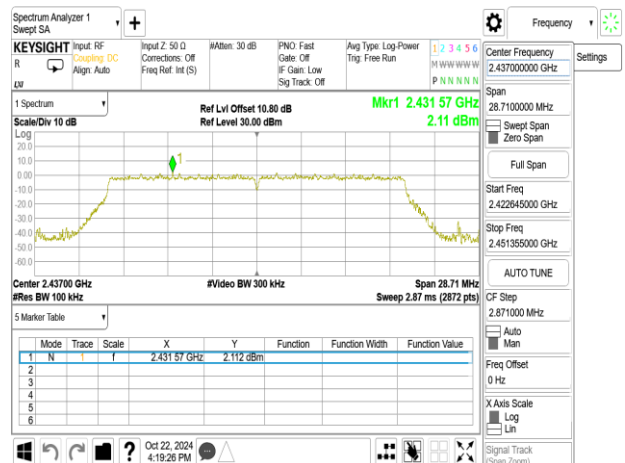 Spectrum Analyzer 1
Swept SA
Frequency
KEYSIGHT
R
Input: RF
Coupling: DC
Align: Auto
Input Z: 50 Ω
Corrections: Off
Freq Ref: Int (S)
#Atten: 30 dB
PNO: Fast
Gate: Off
IF Gain: Low
Sig Track: Off
Avg Type: Log-Power
Trig: Free Run
1 2 3 4 5 6
M W W W W W
P N N N N N
LXI
1 Spectrum
Scale/Div 10 dB
Ref Lvl Offset 10.80 dB
Ref Level 30.00 dBm
Mkr1 2.431 57 GHz
2.11 dBm
Log
20.0
10.0
0.00
-10.0
-20.0
-30.0
-40.0
-50.0
-60.0
1
Center 2.43700 GHz
#Res BW 100 kHz
#Video BW 300 kHz
Span 28.71 MHz
Sweep 2.87 ms (2872 pts)
5 Marker Table
Mode Trace Scale X Y Function Function Width Function Value
1 N 1 f 2.431 57 GHz 2.112 dBm
2
3
4
5
6
?
Oct 22, 2024
4:19:26 PM
Center Frequency
2.437000000 GHz
Settings
Span
28.7100000 MHz
Swept Span
Zero Span
Full Span
Start Freq
2.422645000 GHz
Stop Freq
2.451355000 GHz
AUTO TUNE
CF Step
2.871000 MHz
Auto
Man
Freq Offset
0 Hz
X Axis Scale
Log
Lin
Signal Track
(Span Zoom)